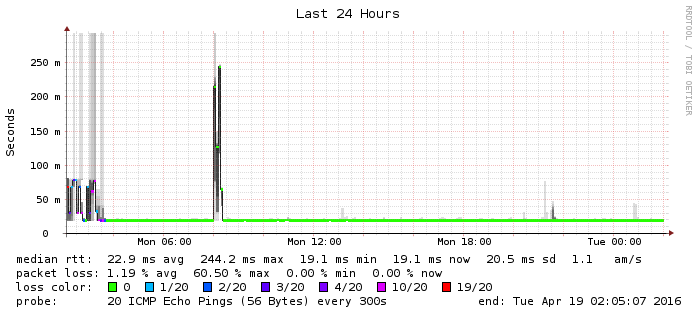 Last 24 Hours
RRDTOOL / TOBI OETIKER
Seconds
250 m
200 m
150 m
100 m
50 m
0
Mon 06:00 Mon 12:00 Mon 18:00 Tue 00:00
median rtt: 22.9 ms avg 244.2 ms max 19.1 ms min 19.1 ms now 20.5 ms sd 1.1 am/s
packet loss: 1.19 % avg 60.50 % max 0.00 % min 0.00 % now
loss color: 0 1/20 2/20 3/20 4/20 10/20 19/20
probe: 20 ICMP Echo Pings (56 Bytes) every 300s end: Tue Apr 19 02:05:07 2016